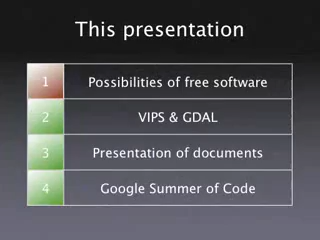 This presentation
1 Possibilities of free software
2 VIPS & GDAL
3 Presentation of documents
4 Google Summer of Code